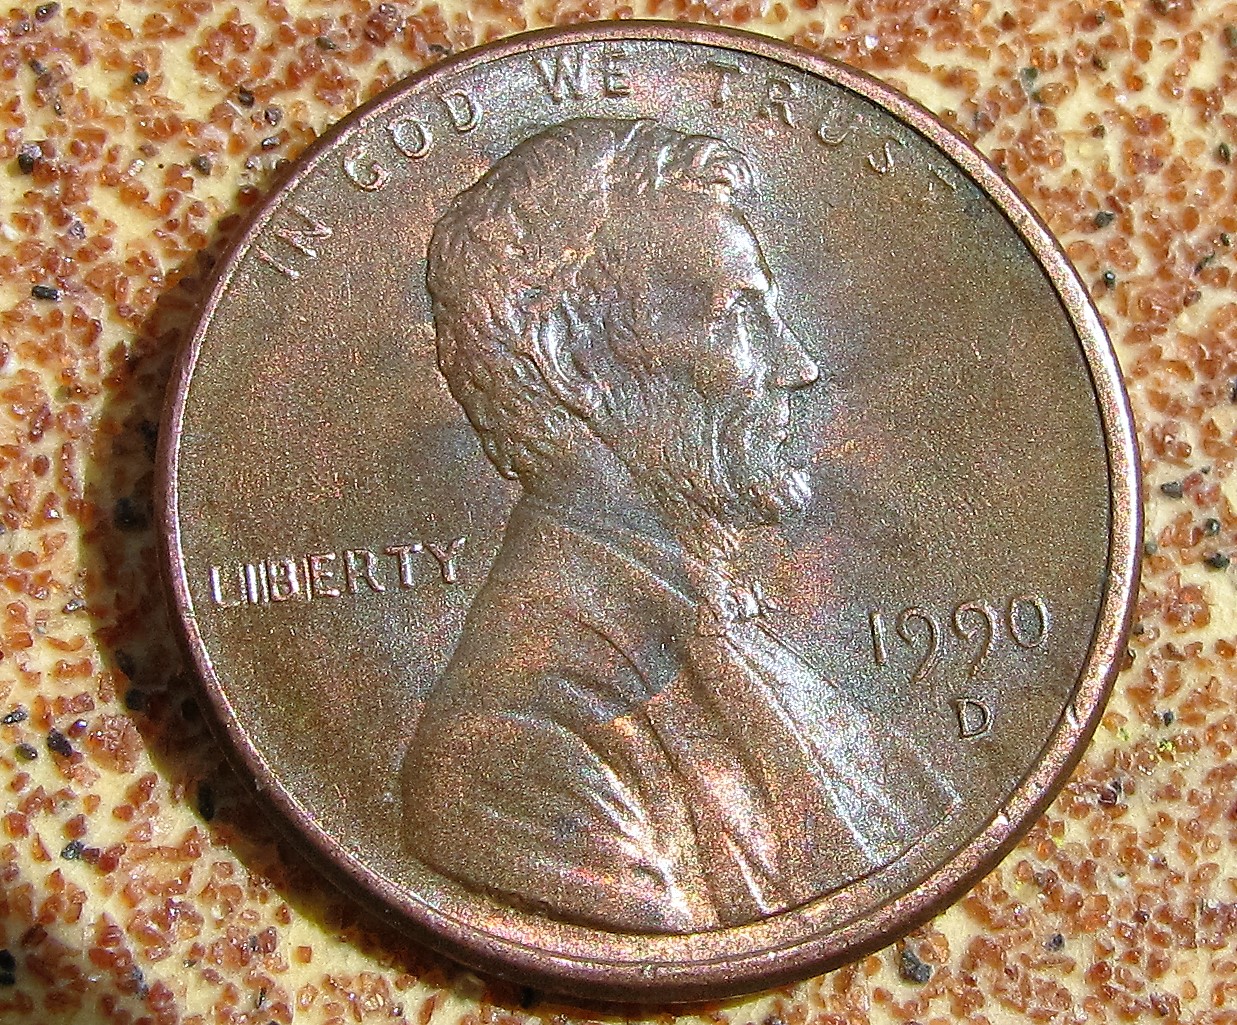 IN GOD WE TRUST
LIBERTY
1990
D